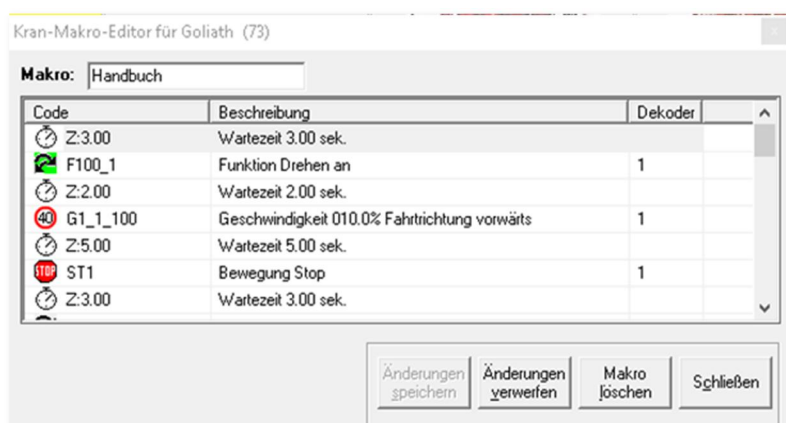 Kran-Makro-Editor für Goliath (73)
x
Makro: Handbuch
Code Beschreibung Dekoder
Z:3.00 Wartezeit 3.00 sek.
F100_1 Funktion Drehen an 1
Z:2.00 Wartezeit 2.00 sek.
40 G1_1_100 Geschwindigkeit 010.0% Fahrtrichtung vorwärts 1
Z:5.00 Wartezeit 5.00 sek.
STOP ST1 Bewegung Stop 1
Z:3.00 Wartezeit 3.00 sek.
Änderungen speichern
Änderungen verwerfen
Makro löschen
Schließen